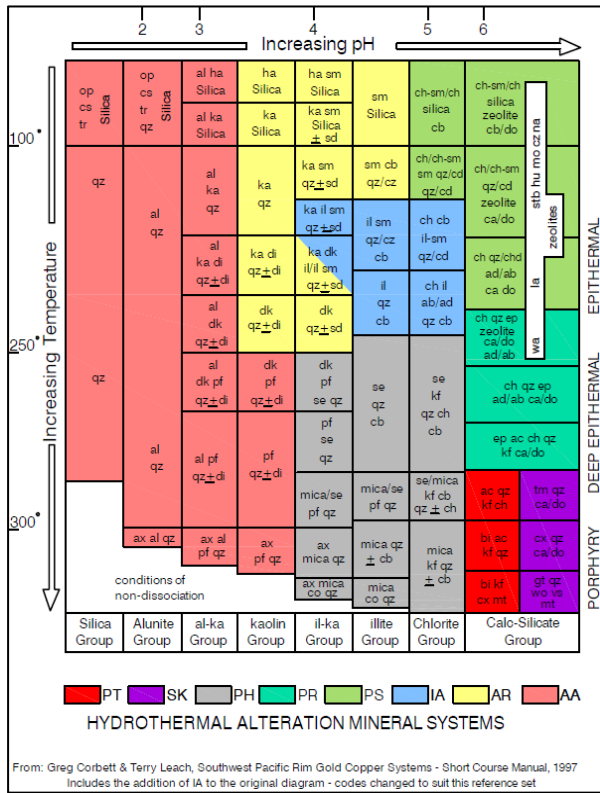 2 3 4 5 6
Increasing pH
op cs tr Silica
op cs tr qz Silica
al ha
Silica
al ka
Silica
ha
Silica
ka
Silica
ha sm
Silica
ka sm
Silica
± sd
sm
Silica
ch-sm/ch
silica
cb
ch-sm/ch
silica
zeolite
cb/do
100°
qz
al
qz
al
ka
qz
ka
qz
ka sm
qz±sd
sm cb
qz/cz
ch/ch-sm
sm qz/cd
qz/cd
ch/ch-sm
qz/cd
zeolite
ca/do
ka il sm
qz±sd
il sm
qz/cz
cb
ch cb
il-sm
qz/cd
al
ka di
qz±di
ka di
qz±di
ka dk
il/il sm
qz±sd
ch qz/chd
ad/ab
ca do
il
qz
cb
ch il
ab/ad
qz cb
al
dk
qz±di
dk
qz±di
dk
qz±sd
ch qz ep
zeolite
ca/do
ad/ab
stb hu mo cz na
zeolites
la
wa
250°
qz
al
dk pf
qz±di
dk
pf
qz±di
dk
pf
se qz
se
qz
cb
se
kf
qz ch
cb
ch qz ep
ad/ab ca/do
al
qz
al pf
qz±di
pf
qz±di
pf
se
qz
ep ac ch qz
kf ca/do
mica/se
pf qz
mica/se
pf qz
se/mica
kf cb
qz ± ch
ac qz
kf ch
tm qz
ca/do
300°
ax al qz
ax al
pf qz
ax
pf qz
ax
mica qz
mica qz
± cb
mica
kf qz
± cb
bi ac
kf qz
cx qz
ca/do
ax mica
co qz
mica
co qz
bi kf
cx mt
gt qz
wo vs
mt
conditions of
non-dissociation
Increasing Temperature
EPITHERMAL
DEEP EPITHERMAL
PORPHYRY
Silica
Group
Alunite
Group
al-ka
Group
kaolin
Group
il-ka
Group
illite
Group
Chlorite
Group
Calc-Silicate
Group
PT SK PH PR PS IA AR AA
HYDROTHERMAL ALTERATION MINERAL SYSTEMS
From: Greg Corbett & Terry Leach, Southwest Pacific Rim Gold Copper Systems - Short Course Manual, 1997
Includes the addition of IA to the original diagram - codes changed to suit this reference set